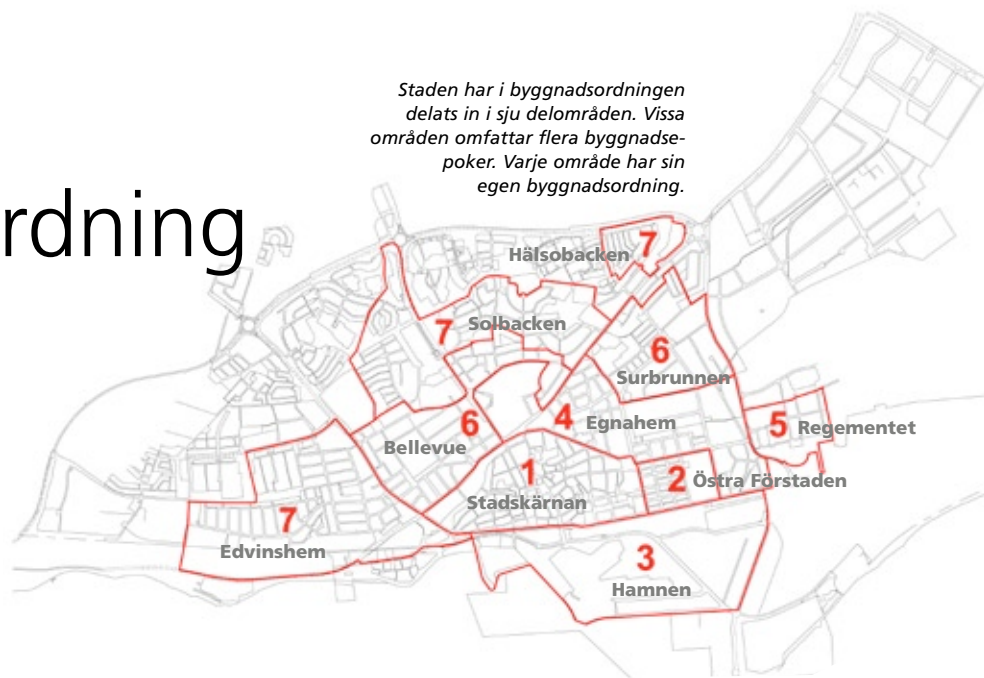 Staden har i byggnadsordningen
delats in i sju delområden. Vissa
områden omfattar flera byggnadse-
poker. Varje område har sin
egen byggnadsordning.
rdning
Hälsobacken 7
7 Solbacken
6
Surbrunnen
6
Bellevue
4 Egnahem
5 Regementet
1
Stadskärnan
2 Östra Förstaden
7
Edvinshem
3
Hamnen